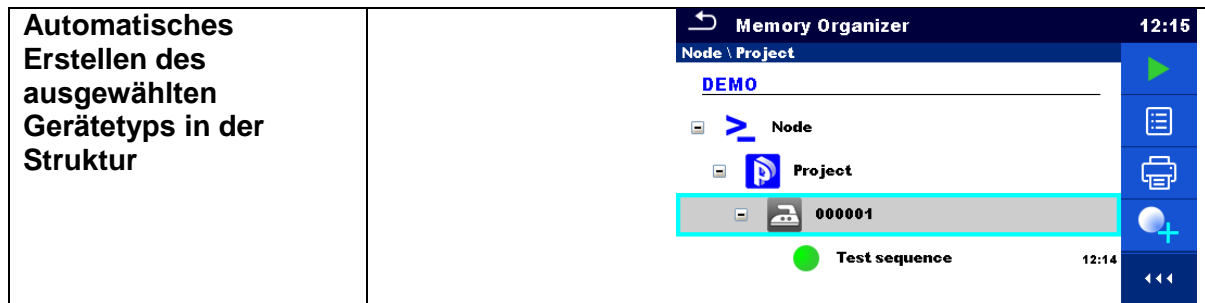 Automatisches
Erstellen des
ausgewählten
Gerätetyps in der
Struktur
Memory Organizer 12:15
Node \ Project
DEMO
Node
Project
000001
Test sequence 12:14